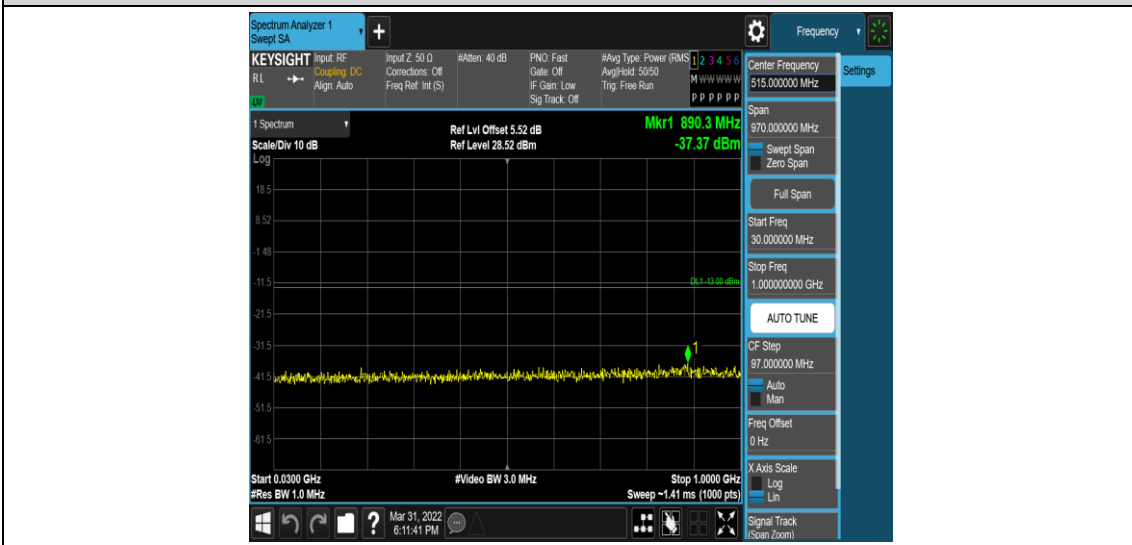 Spectrum Analyzer 1
Swept SA
+
Frequency
KEYSIGHT
RL
LXI
Input: RF
Coupling: DC
Align: Auto
Input Z: 50 Ω
Corrections: Off
Freq Ref: Int (S)
#Atten: 40 dB
PNO: Fast
Gate: Off
IF Gain: Low
Sig Track: Off
#Avg Type: Power (RMS
Avg|Hold: 50/50
Trig: Free Run
1 2 3 4 5 6
M W W W W W
P P P P P P
1 Spectrum
Scale/Div 10 dB
Ref Lvl Offset 5.52 dB
Ref Level 28.52 dBm
Mkr1 890.3 MHz
-37.37 dBm
Log
18.5
8.52
-1.48
-11.5
DL1 -13.00 dBm
-21.5
-31.5
1
-41.5
-51.5
-61.5
Start 0.0300 GHz
#Res BW 1.0 MHz
#Video BW 3.0 MHz
Stop 1.0000 GHz
Sweep ~1.41 ms (1000 pts)
Mar 31, 2022
6:11:41 PM
?
Center Frequency
515.000000 MHz
Settings
Span
970.000000 MHz
Swept Span
Zero Span
Full Span
Start Freq
30.000000 MHz
Stop Freq
1.000000000 GHz
AUTO TUNE
CF Step
97.000000 MHz
Auto
Man
Freq Offset
0 Hz
X Axis Scale
Log
Lin
Signal Track
(Span Zoom)